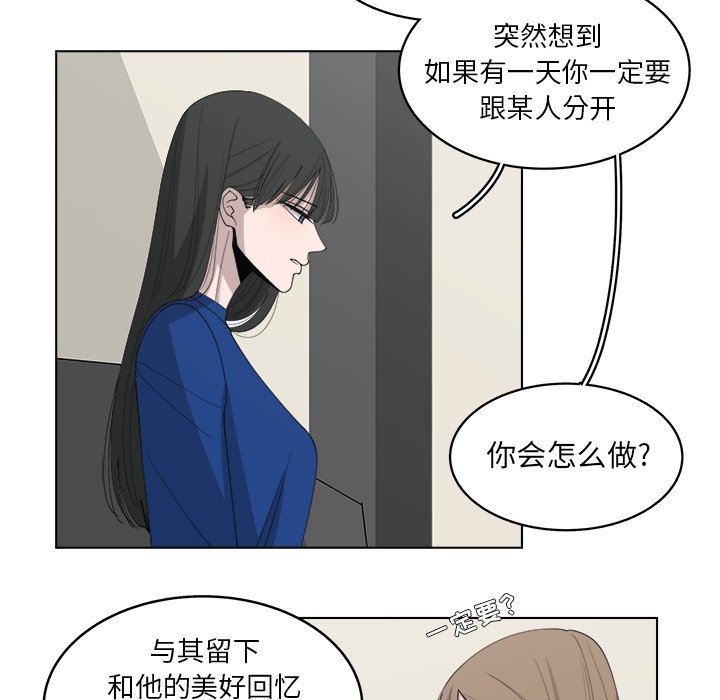 突然想到
如果有一天你一定要
跟某人分开
你会怎么做?
一定要?
与其留下
和他的美好回忆